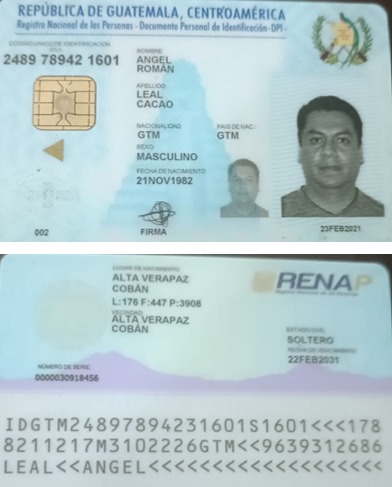 REPÚBLICA DE GUATEMALA, CENTROAMÉRICA
Registro Nacional de las Personas - Documento Personal de Identificación -DPI-
CÓDIGO ÚNICO DE IDENTIFICACIÓN
2489 78942 1601
NOMBRE
ANGEL
ROMÁN
APELLIDO
LEAL
CACAO
NACIONALIDAD
PAÍS DE NAC.
GTM
GTM
SEXO
MASCULINO
FECHA DE NACIMIENTO
21NOV1982
002
FIRMA
23FEB2021
LUGAR DE NACIMIENTO
ALTA VERAPAZ
COBÁN
L:176 F:447 P:3908
VECINDAD
ALTA VERAPAZ
COBÁN
RENAP
Registro Nacional de las Personas
ESTADO CIVIL
SOLTERO
FECHA DE VENCIMIENTO
22FEB2031
NÚMERO DE SERIE:
0000030918456
IDGTM24897894231601S1601<<<178
8211217M3102226GTM<<9639312686
LEAL<<ANGEL<<<<<<<<<<<<<<<<<<<